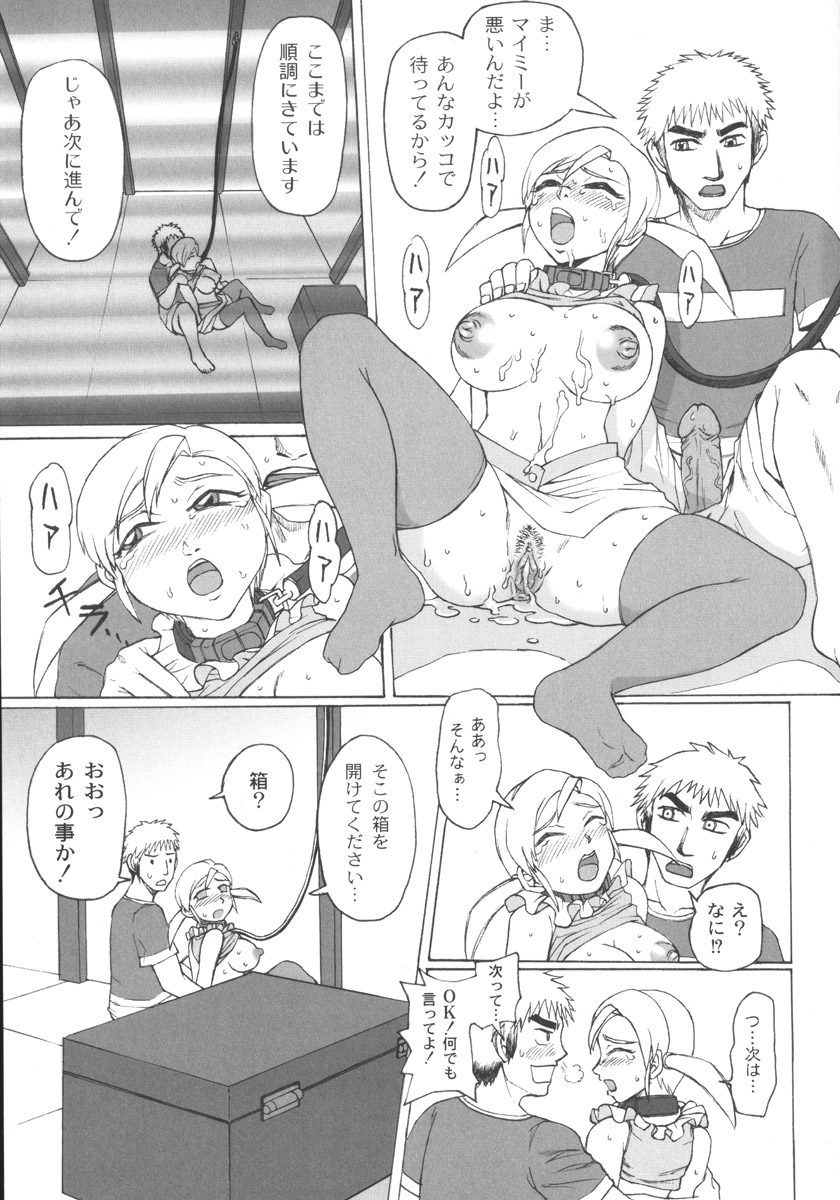 ま…
マイミーが
悪いんだよ…
あんなカッコで
待ってるから！
ハァ
ハァ
ハァ
ここまでは
順調にきています
じゃあ次に進んで！
ハァ
ハァ
チラ…
ああっ
そんなぁ…
え？
なに!?
つ…次は…
次って…
OK！何でも
言ってよ！
そこの箱を
開けてください…
箱？
おおっ
あれの事か！